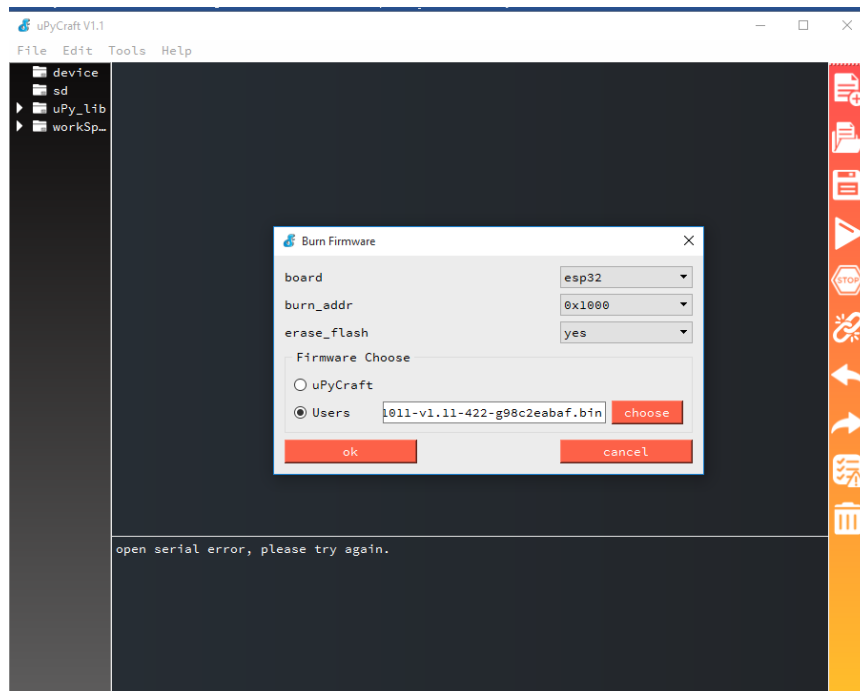 uPyCraft V1.1
File Edit Tools Help
device
sd
uPy_lib
workSp…
Burn Firmware
board esp32
burn_addr 0x1000
erase_flash yes
Firmware Choose
uPyCraft
Users 1011-v1.11-422-g98c2eabaf.bin choose
ok cancel
STOP
open serial error, please try again.